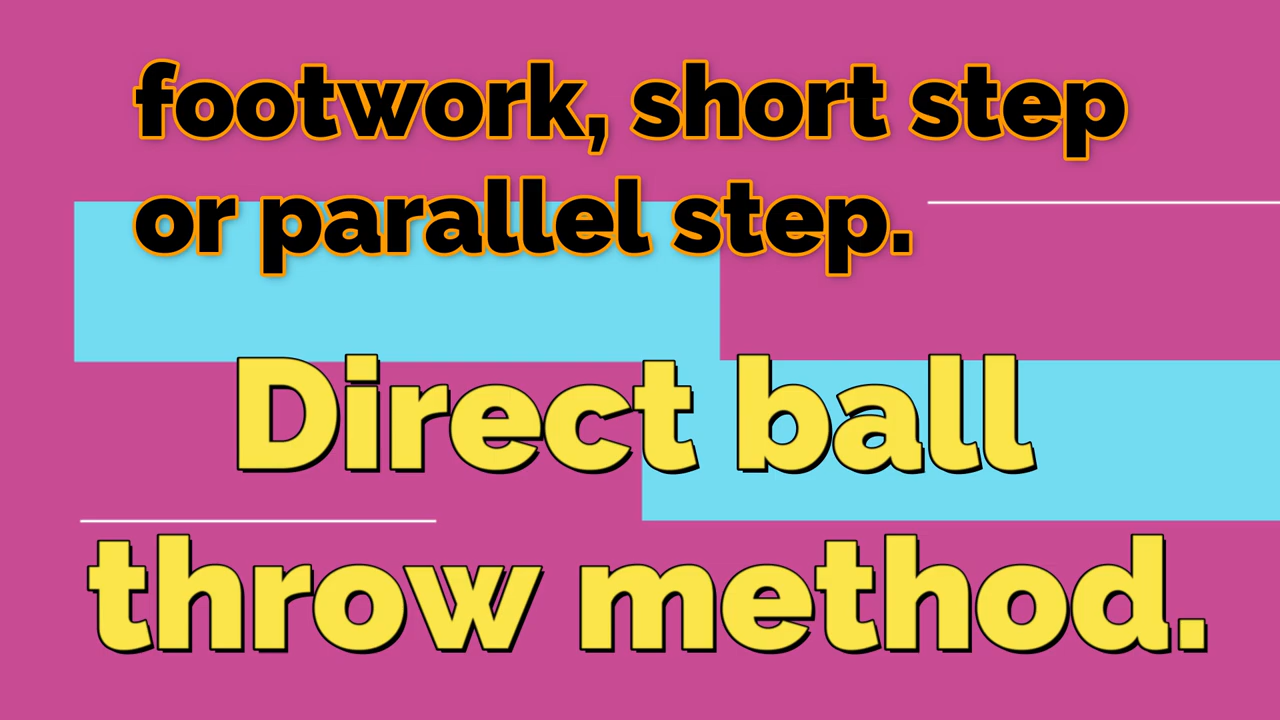 footwork, short step
or parallel step.
Direct ball
throw method.